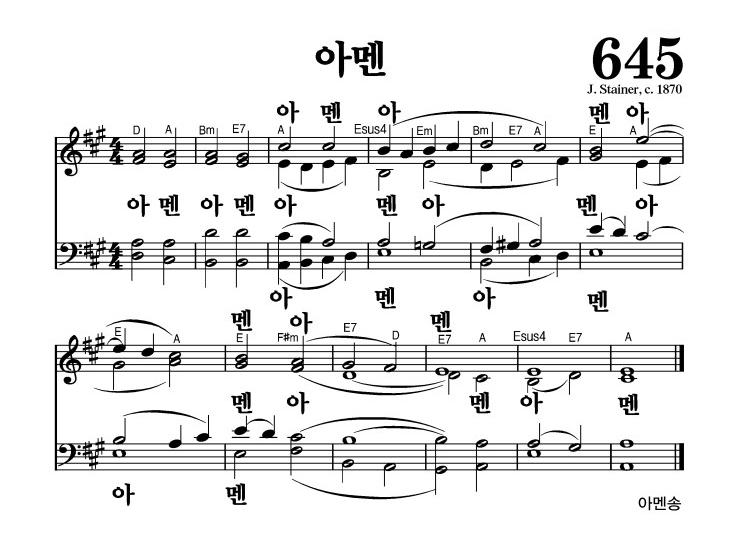 아멘
645
J. Stainer, c. 1870
아 멘 아 멘 아
D A Bm E7 A Esus4 Em Bm E7 A E A
4/4
아 멘 아 멘 아 멘 아 멘 아
4/4
아 멘 아 멘
멘 아 멘
E A E F#m E7 D E7 A Esus4 E7 A
멘 아 멘 아 멘
아 멘
아멘송